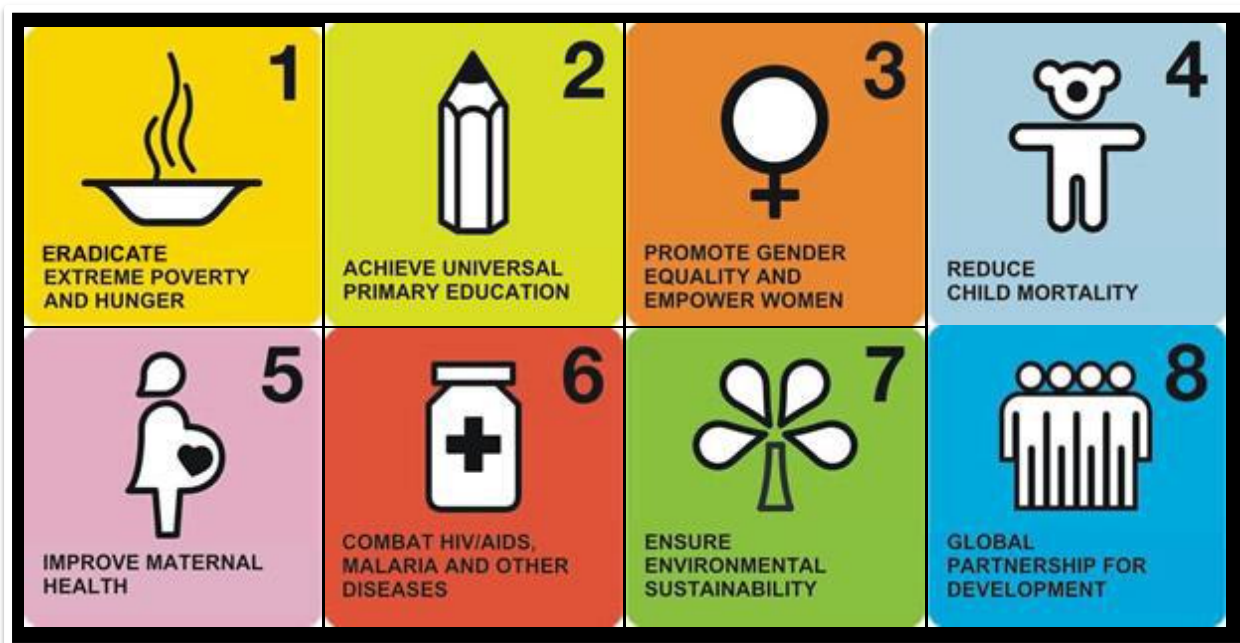 1
ERADICATE
EXTREME POVERTY
AND HUNGER
2
ACHIEVE UNIVERSAL
PRIMARY EDUCATION
3
PROMOTE GENDER
EQUALITY AND
EMPOWER WOMEN
4
REDUCE
CHILD MORTALITY
5
IMPROVE MATERNAL
HEALTH
6
COMBAT HIV/AIDS,
MALARIA AND OTHER
DISEASES
7
ENSURE
ENVIRONMENTAL
SUSTAINABILITY
8
GLOBAL
PARTNERSHIP FOR
DEVELOPMENT